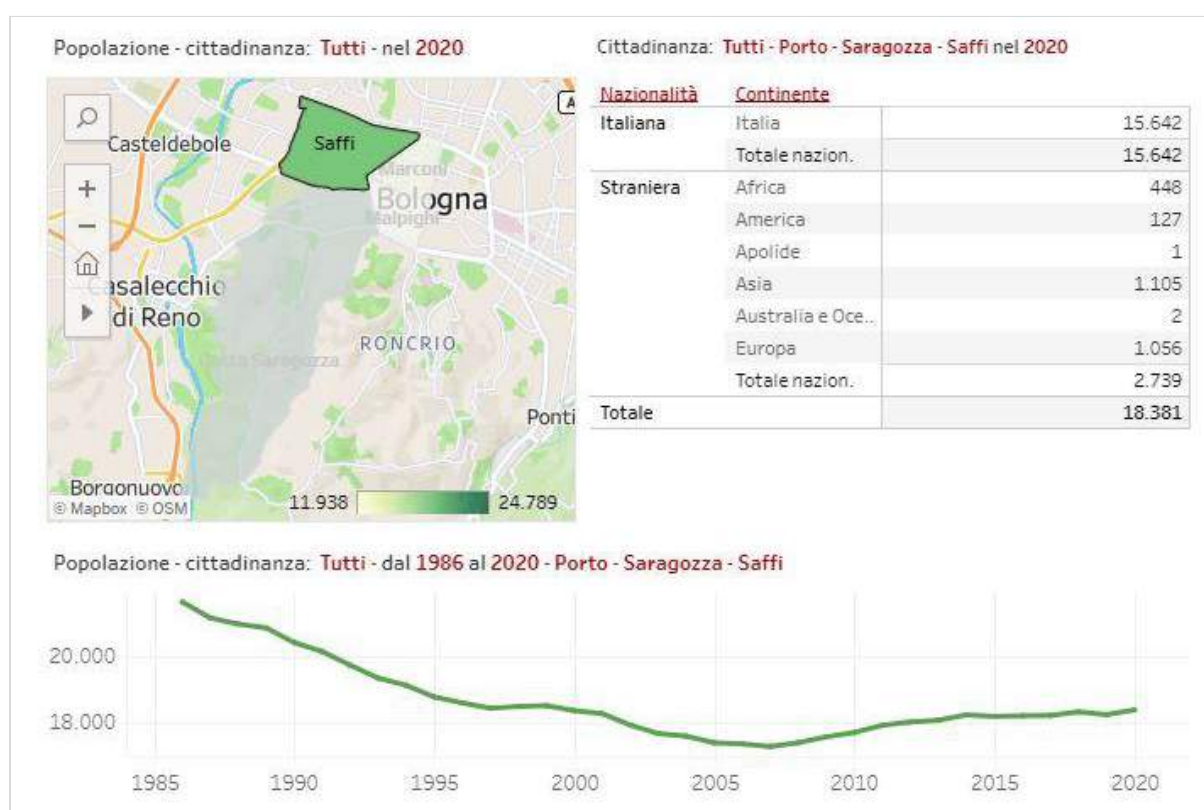 Popolazione - cittadinanza: Tutti - nel 2020
Casteldebole
Saffi
Marconi
Bologna
Malpighi
Casalecchio
di Reno
RONCRIO
Costa Saragozza
Ponti
Borgonuovo
© Mapbox © OSM
11.938
24.789
A
Cittadinanza: Tutti - Porto - Saragozza - Saffi nel 2020
Nazionalità Continente
Italiana Italia 15.642
Totale nazion. 15.642
Straniera Africa 448
America 127
Apolide 1
Asia 1.105
Australia e Oce.. 2
Europa 1.056
Totale nazion. 2.739
Totale 18.381
Popolazione - cittadinanza: Tutti - dal 1986 al 2020 - Porto - Saragozza - Saffi
20.000
18.000
1985 1990 1995 2000 2005 2010 2015 2020